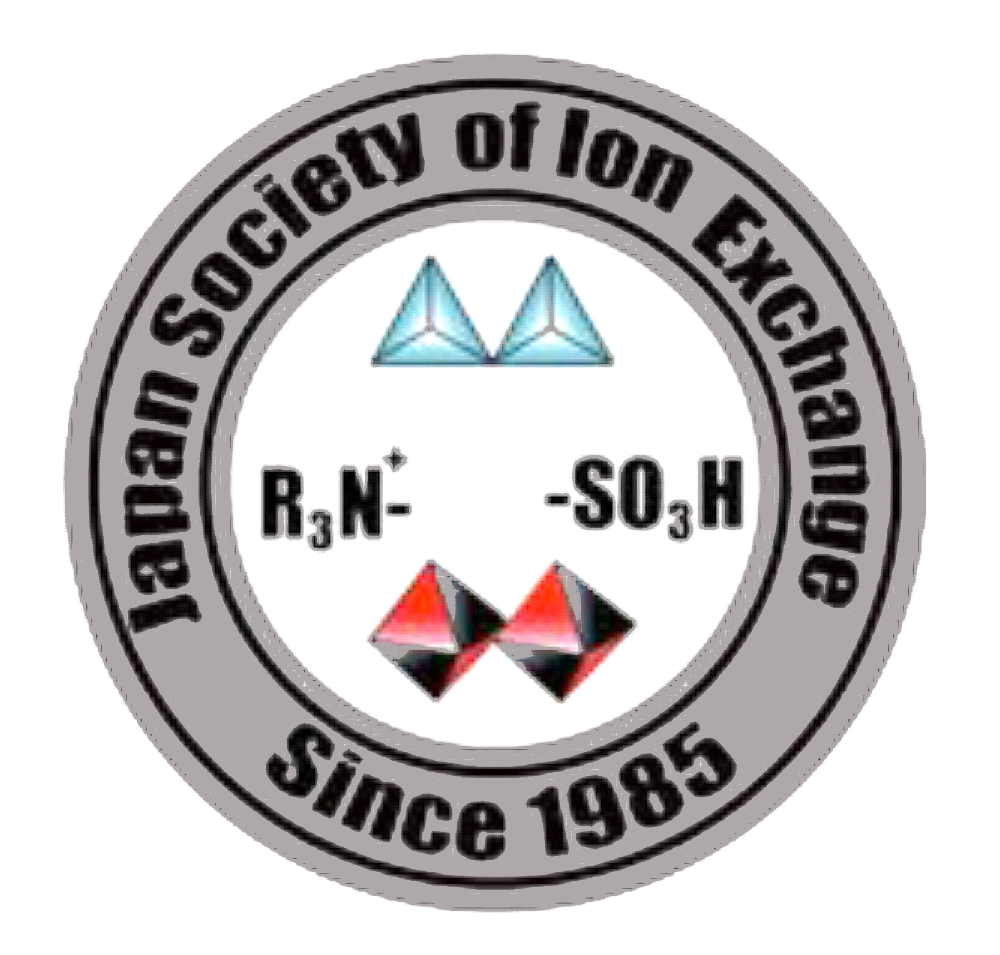 Japan Society of Ion Exchange
R₃N⁺- -SO₃H
Since 1985